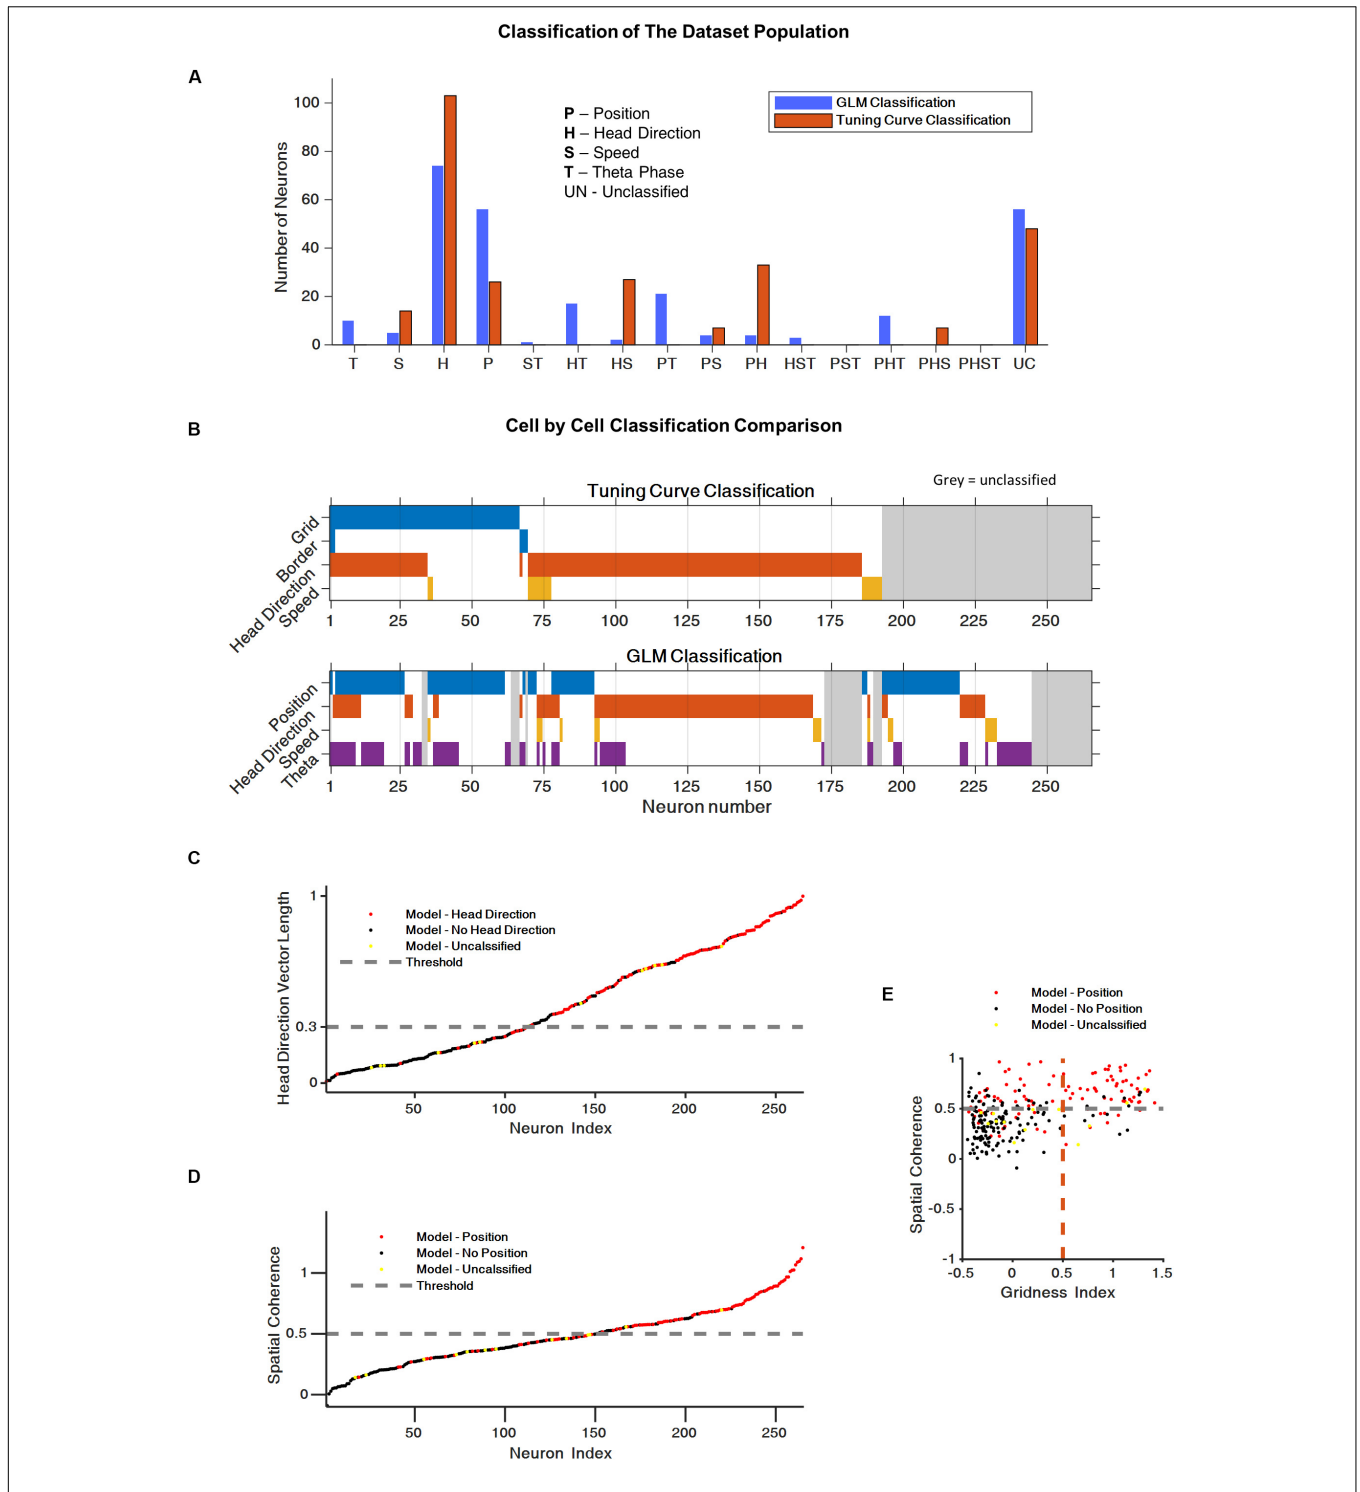 Classification of The Dataset Population
A
Number of Neurons
100
80
60
40
20
0
P – Position
H – Head Direction
S – Speed
T – Theta Phase
UN - Unclassified
GLM Classification
Tuning Curve Classification
T S H P ST HT HS PT PS PH HST PST PHT PHS PHST UC
B
Cell by Cell Classification Comparison
Grey = unclassified
Tuning Curve Classification
Grid
Border
Head Direction
Speed
1 25 50 75 100 125 150 175 200 225 250
GLM Classification
Position
Head Direction
Speed
Theta
1 25 50 75 100 125 150 175 200 225 250
Neuron number
C
Head Direction Vector Length
1
0.3
0
Model - Head Direction
Model - No Head Direction
Model - Uncalssified
Threshold
50 100 150 200 250
Neuron Index
D
Spatial Coherence
1
0.5
0
Model - Position
Model - No Position
Model - Uncalssified
Threshold
50 100 150 200 250
Neuron Index
E
Model - Position
Model - No Position
Model - Uncalssified
Spatial Coherence
1
0.5
0
-0.5
-1
-0.5 0 0.5 1 1.5
Gridness Index